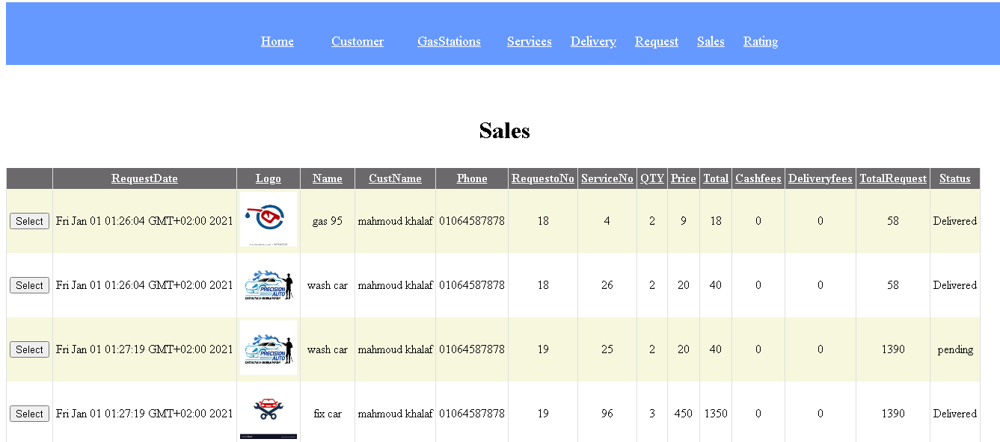 Home Customer GasStations Services Delivery Request Sales Rating
Sales
RequestDate Logo Name CustName Phone RequestoNo ServiceNo QTY Price Total Cashfees Deliveryfees TotalRequest Status
Select Fri Jan 01 01:26:04 GMT+02:00 2021 gas 95 mahmoud khalaf 01064587878 18 4 2 9 18 0 0 58 Delivered
Select Fri Jan 01 01:26:04 GMT+02:00 2021 PRECISION AUTO wash car mahmoud khalaf 01064587878 18 26 2 20 40 0 0 58 Delivered
Select Fri Jan 01 01:27:19 GMT+02:00 2021 PRECISION AUTO wash car mahmoud khalaf 01064587878 19 25 2 20 40 0 0 1390 pending
Select Fri Jan 01 01:27:19 GMT+02:00 2021 fix car mahmoud khalaf 01064587878 19 96 3 450 1350 0 0 1390 Delivered